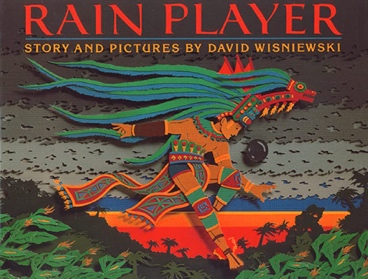 RAIN PLAYER
STORY AND PICTURES BY DAVID WISNIEWSKI